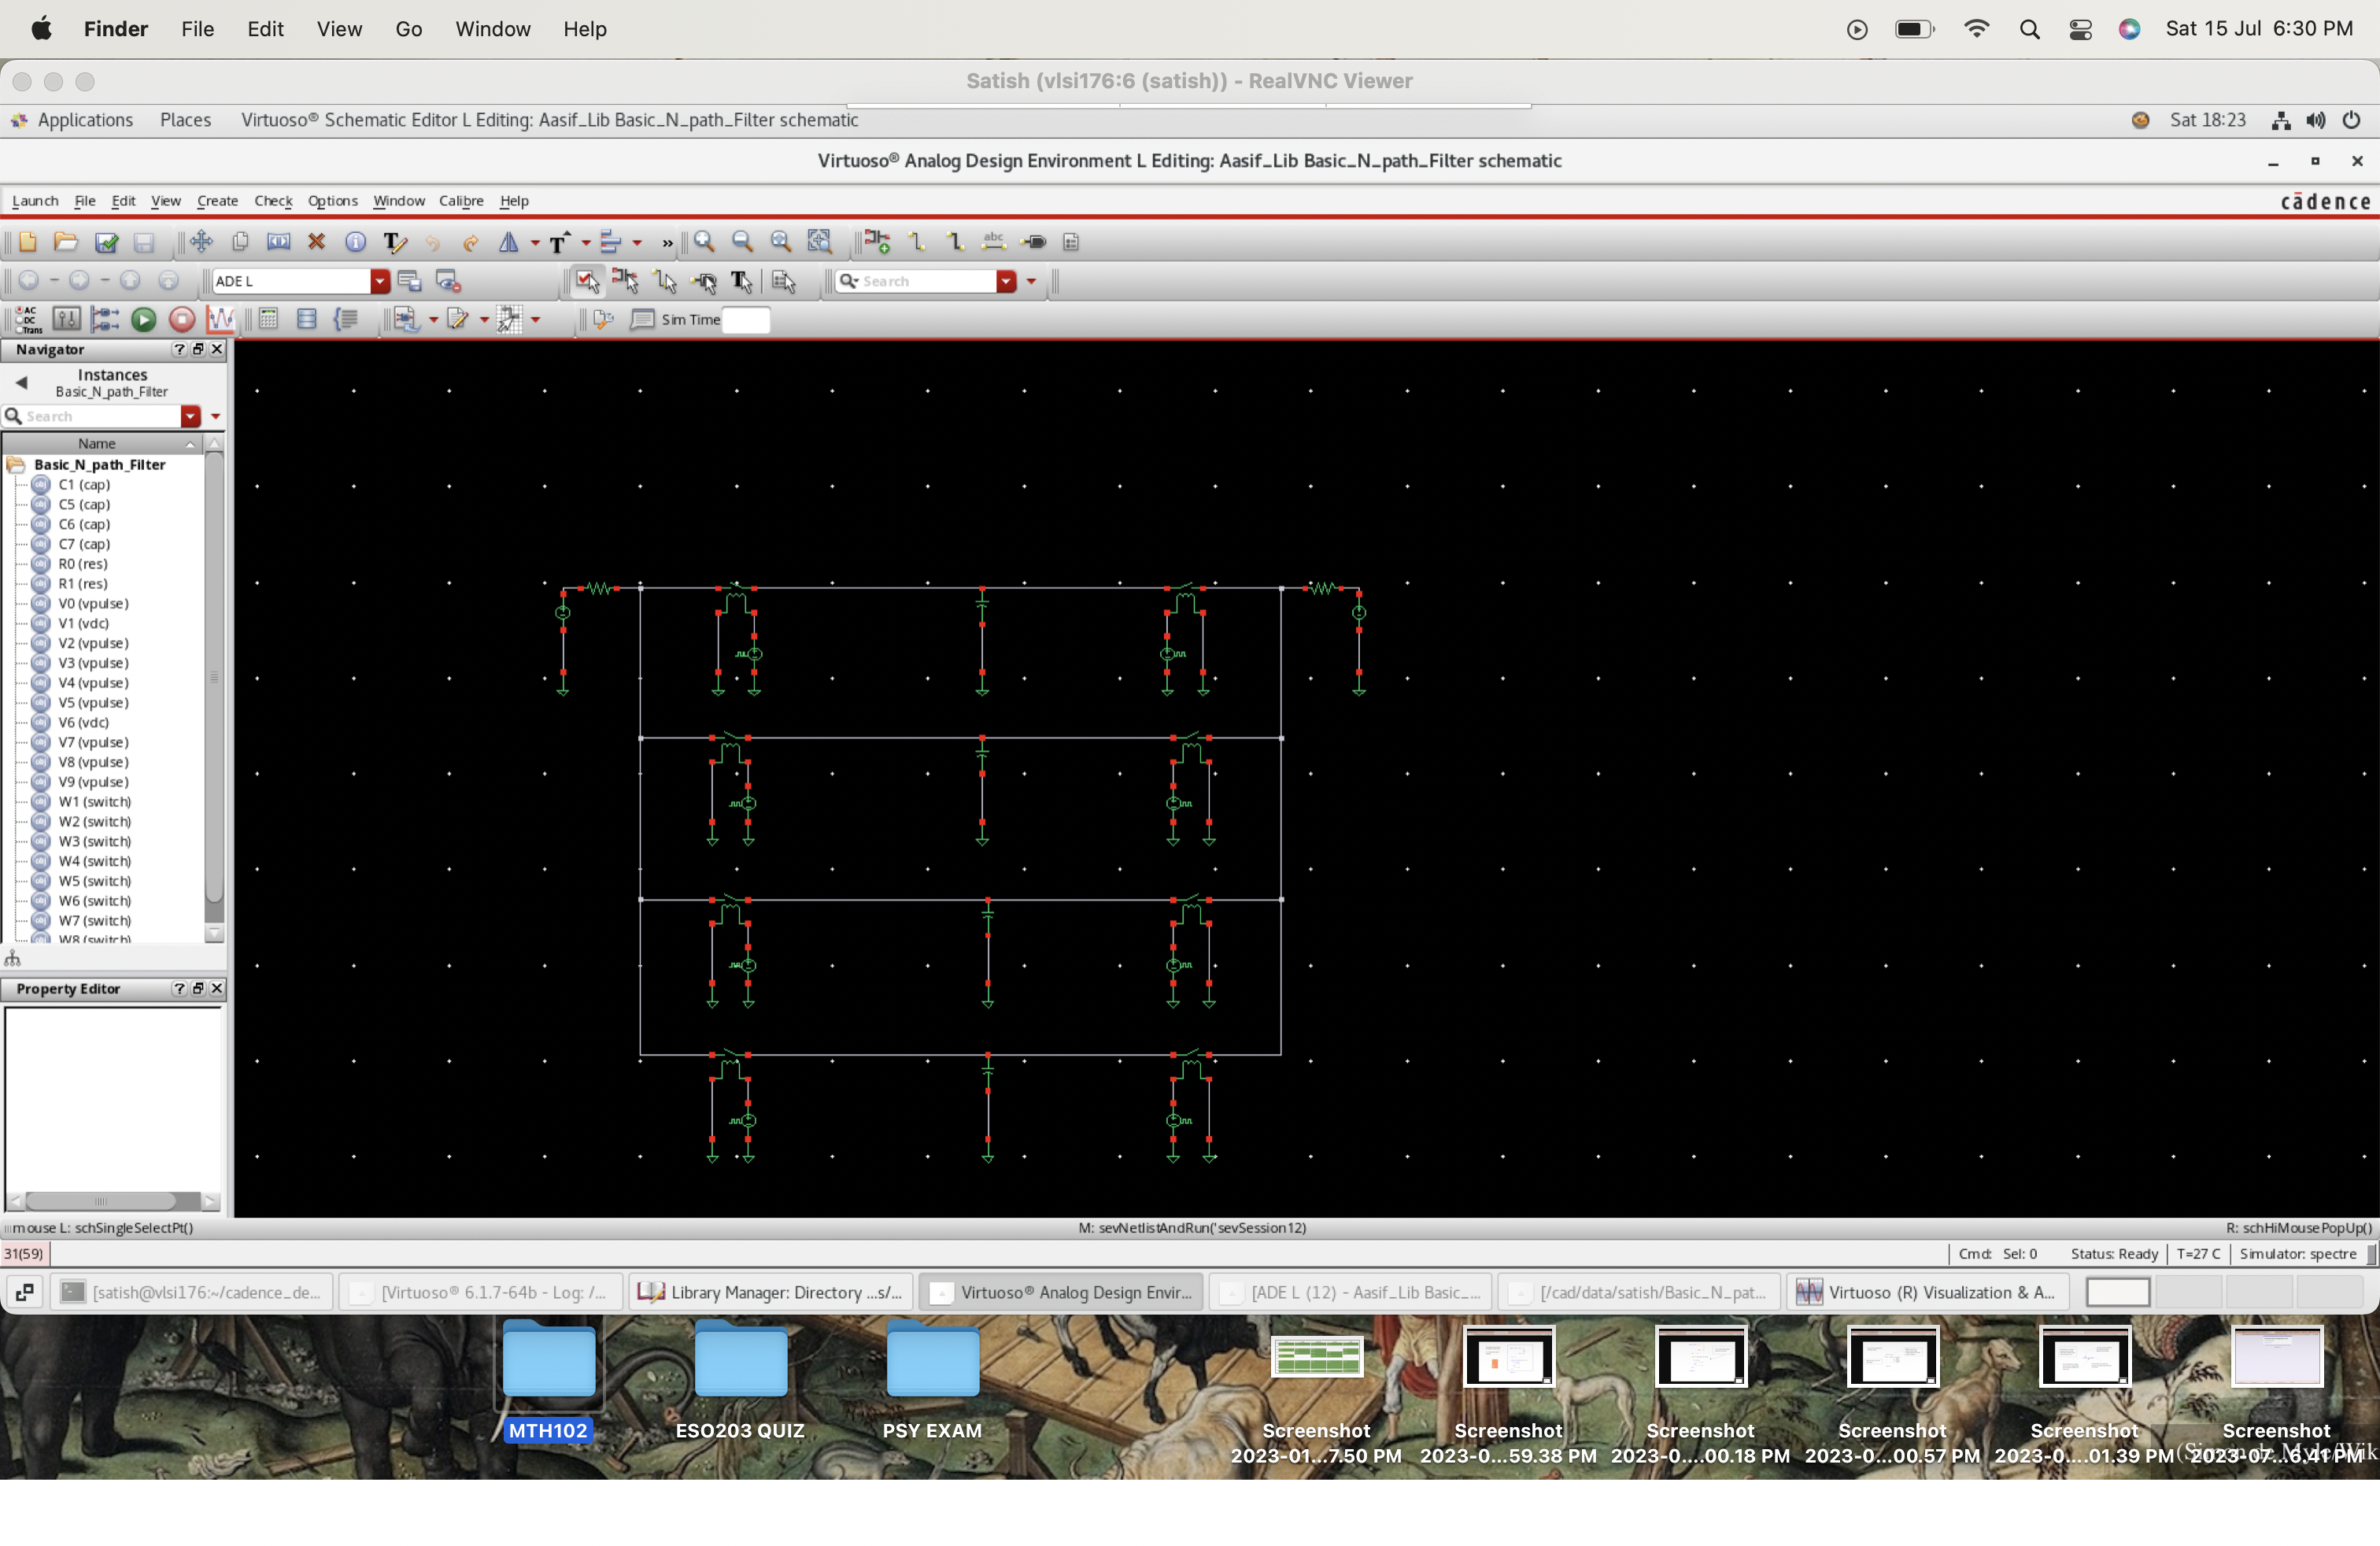 Finder File Edit View Go Window Help Sat 15 Jul 6:30 PM
Satish (vlsi176:6 (satish)) - RealVNC Viewer
Applications Places Virtuoso® Schematic Editor L Editing: Aasif_Lib Basic_N_path_Filter schematic Sat 18:23
Virtuoso® Analog Design Environment L Editing: Aasif_Lib Basic_N_path_Filter schematic
Launch File Edit View Create Check Options Window Calibre Help cādence
abc
ADE L Search
AC DC Trans Sim Time
Navigator
Instances
Basic_N_path_Filter
Search
Name
Basic_N_path_Filter
C1 (cap)
C5 (cap)
C6 (cap)
C7 (cap)
R0 (res)
R1 (res)
V0 (vpulse)
V1 (vdc)
V2 (vpulse)
V3 (vpulse)
V4 (vpulse)
V5 (vpulse)
V6 (vdc)
V7 (vpulse)
V8 (vpulse)
V9 (vpulse)
W1 (switch)
W2 (switch)
W3 (switch)
W4 (switch)
W5 (switch)
W6 (switch)
W7 (switch)
W8 (switch)
Property Editor
mouse L: schSingleSelectPt() M: sevNetlistAndRun('sevSession12) R: schHiMousePopUp()
31(59) Cmd: Sel: 0 Status: Ready T=27 C Simulator: spectre
[satish@vlsi176:~/cadence_de... [Virtuoso® 6.1.7-64b - Log: /... Library Manager: Directory ...s/... Virtuoso® Analog Design Envir... [ADE L (12) - Aasif_Lib Basic_... [/cad/data/satish/Basic_N_pat... Virtuoso (R) Visualization & A...
MTH102 ESO203 QUIZ PSY EXAM
Screenshot 2023-01...7.50 PM
Screenshot 2023-0...59.38 PM
Screenshot 2023-0....00.18 PM
Screenshot 2023-0...00.57 PM
Screenshot 2023-0....01.39 PM
Screenshot 2023-07...6.41 PM